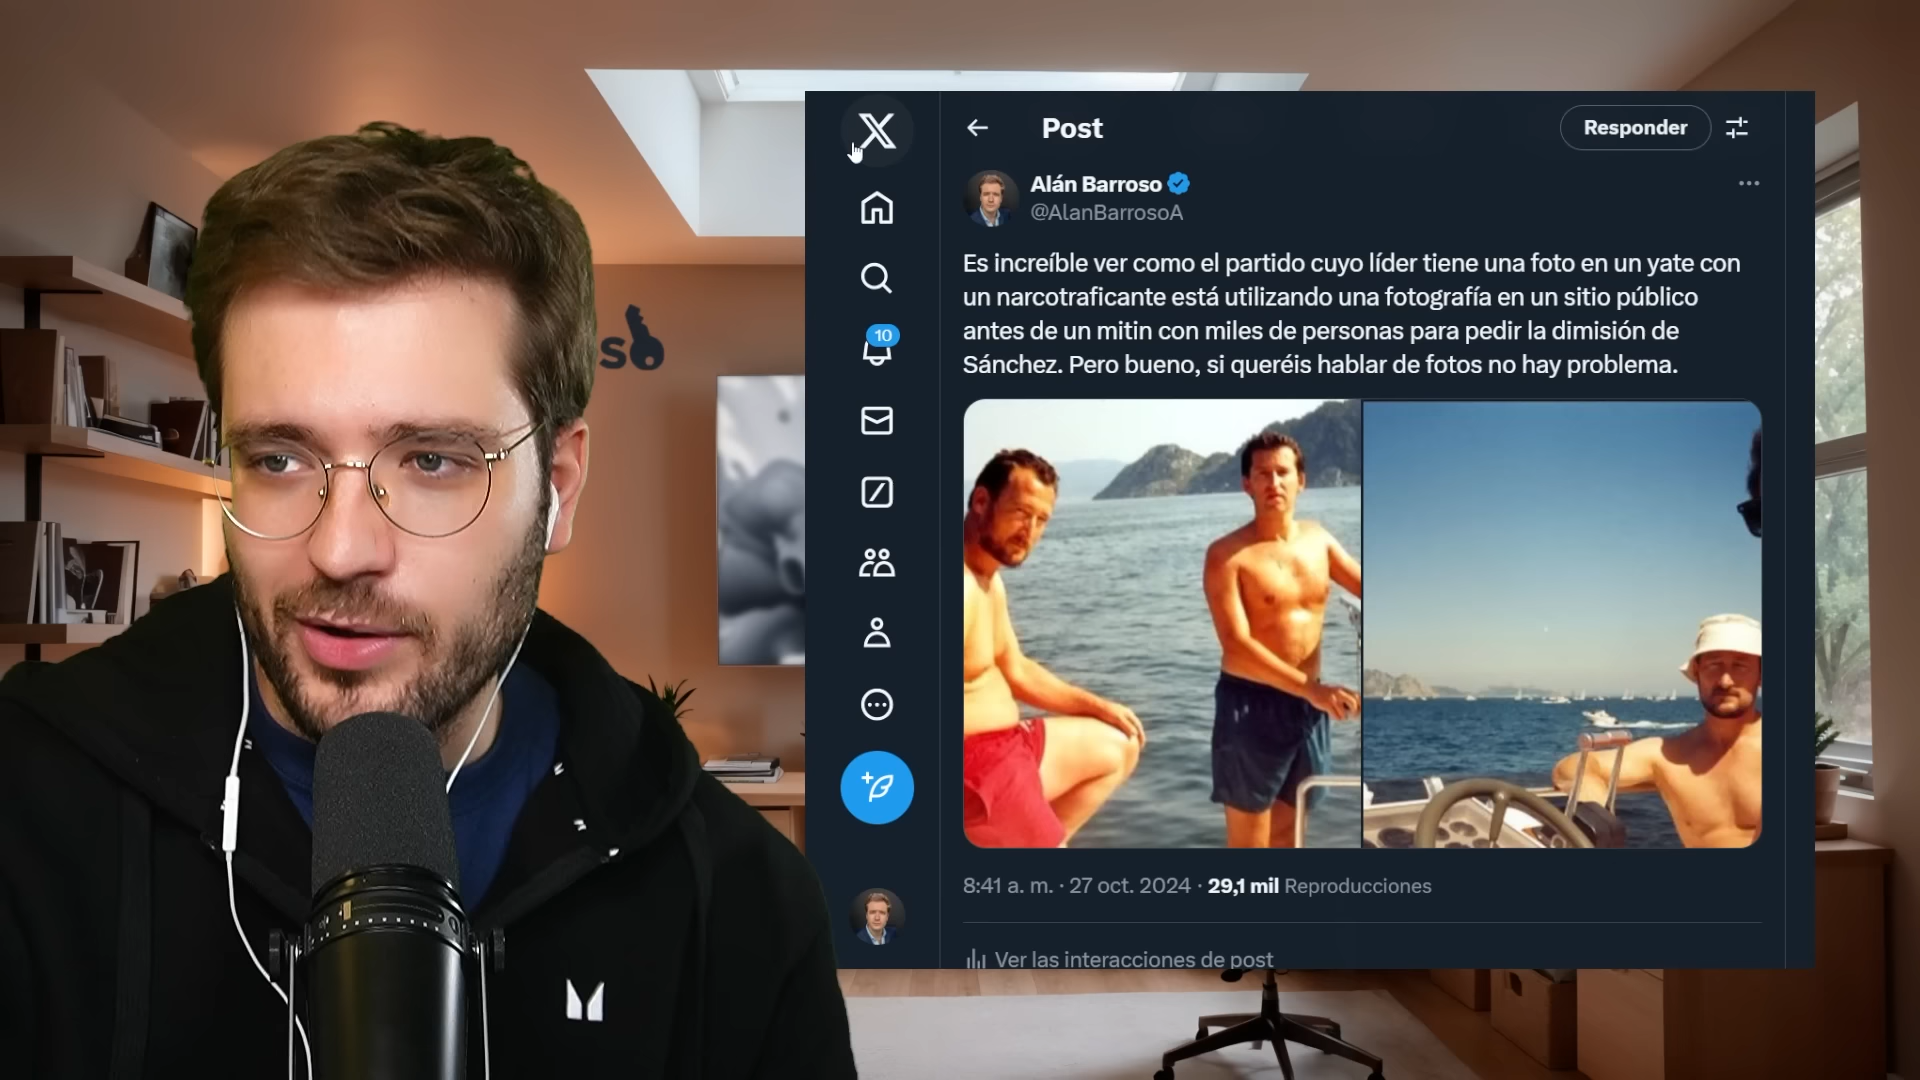 Post
Responder
Alán Barroso
@AlanBarrosoA
Es increíble ver como el partido cuyo líder tiene una foto en un yate con
un narcotraficante está utilizando una fotografía en un sitio público
antes de un mitin con miles de personas para pedir la dimisión de
Sánchez. Pero bueno, si queréis hablar de fotos no hay problema.
10
8:41 a. m. · 27 oct. 2024 · 29,1 mil Reproducciones
Ver las interacciones de post